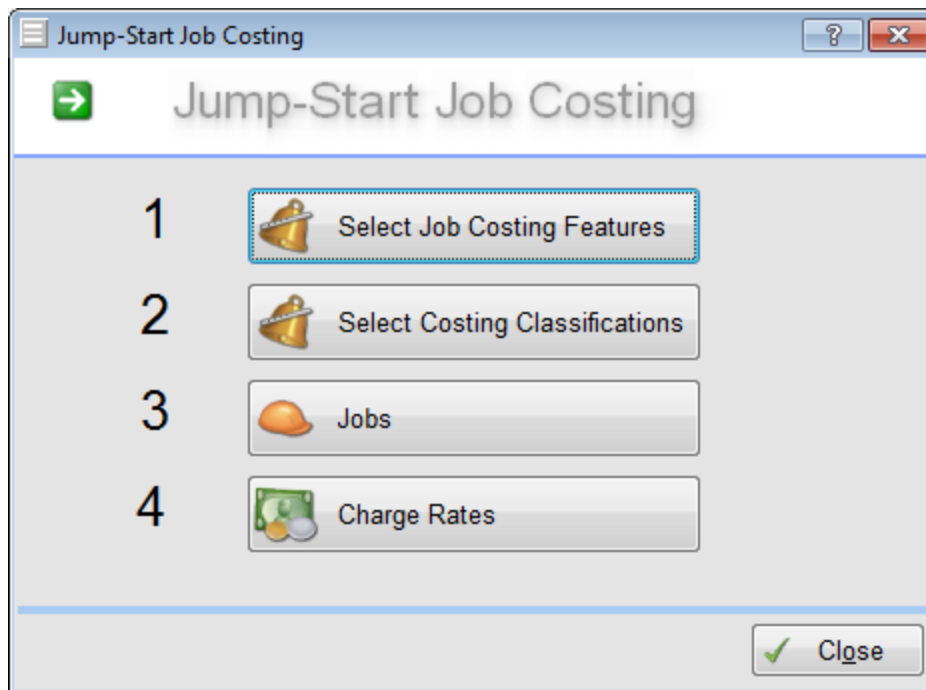 Jump-Start Job Costing
Jump-Start Job Costing
1 Select Job Costing Features
2 Select Costing Classifications
3 Jobs
4 Charge Rates
Close